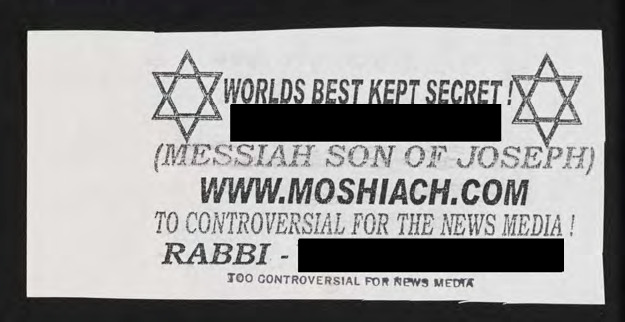 WORLDS BEST KEPT SECRET !
(MESSIAH SON OF JOSEPH)
WWW.MOSHIACH.COM
TO CONTROVERSIAL FOR THE NEWS MEDIA !
RABBI -
TOO CONTROVERSIAL FOR NEWS MEDIA